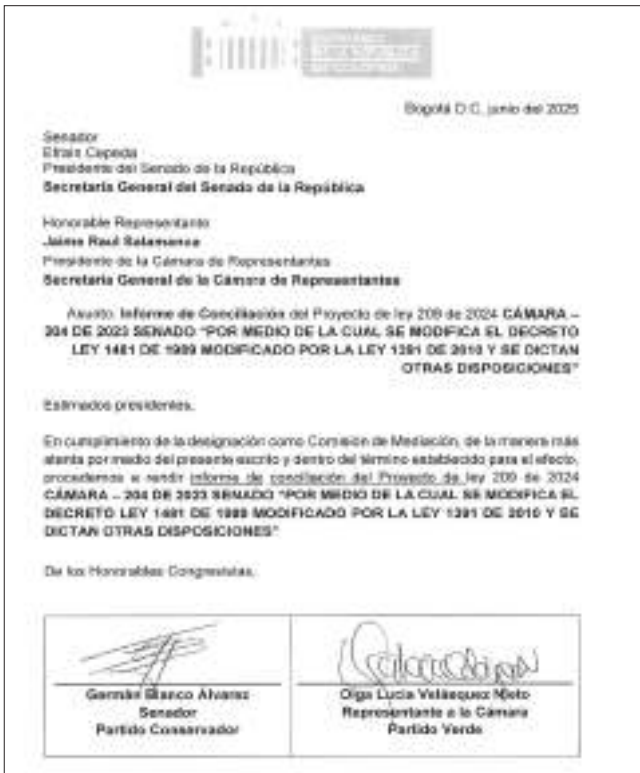 Bogotá D.C, junio del 2025
Senador
Efraín Cepeda
Presidente del Senado de la República
Secretaría General del Senado de la República
Honorable Representante
Jaime Raul Salamanca
Presidente de la Cámara de Representantes
Secretaría General de la Cámara de Representantes
Asunto. Informe de Conciliación del Proyecto de ley 209 de 2024 CÁMARA –
204 DE 2023 SENADO "POR MEDIO DE LA CUAL SE MODIFICA EL DECRETO
LEY 1481 DE 1989 MODIFICADO POR LA LEY 1391 DE 2010 Y SE DICTAN
OTRAS DISPOSICIONES"
Estimados presidentes,
En cumplimiento de la designación como Comisión de Mediación, de la manera más
atenta por medio del presente escrito y dentro del término establecido para el efecto,
procedemos a rendir informe de conciliación del Proyecto de ley 209 de 2024
CÁMARA – 204 DE 2023 SENADO "POR MEDIO DE LA CUAL SE MODIFICA EL
DECRETO LEY 1481 DE 1989 MODIFICADO POR LA LEY 1391 DE 2010 Y SE
DICTAN OTRAS DISPOSICIONES"
De los Honorables Congresistas,
Germán Blanco Alvarez
Senador
Partido Conservador
Olga Lucia Velásquez Nieto
Representante a la Cámara
Partido Verde